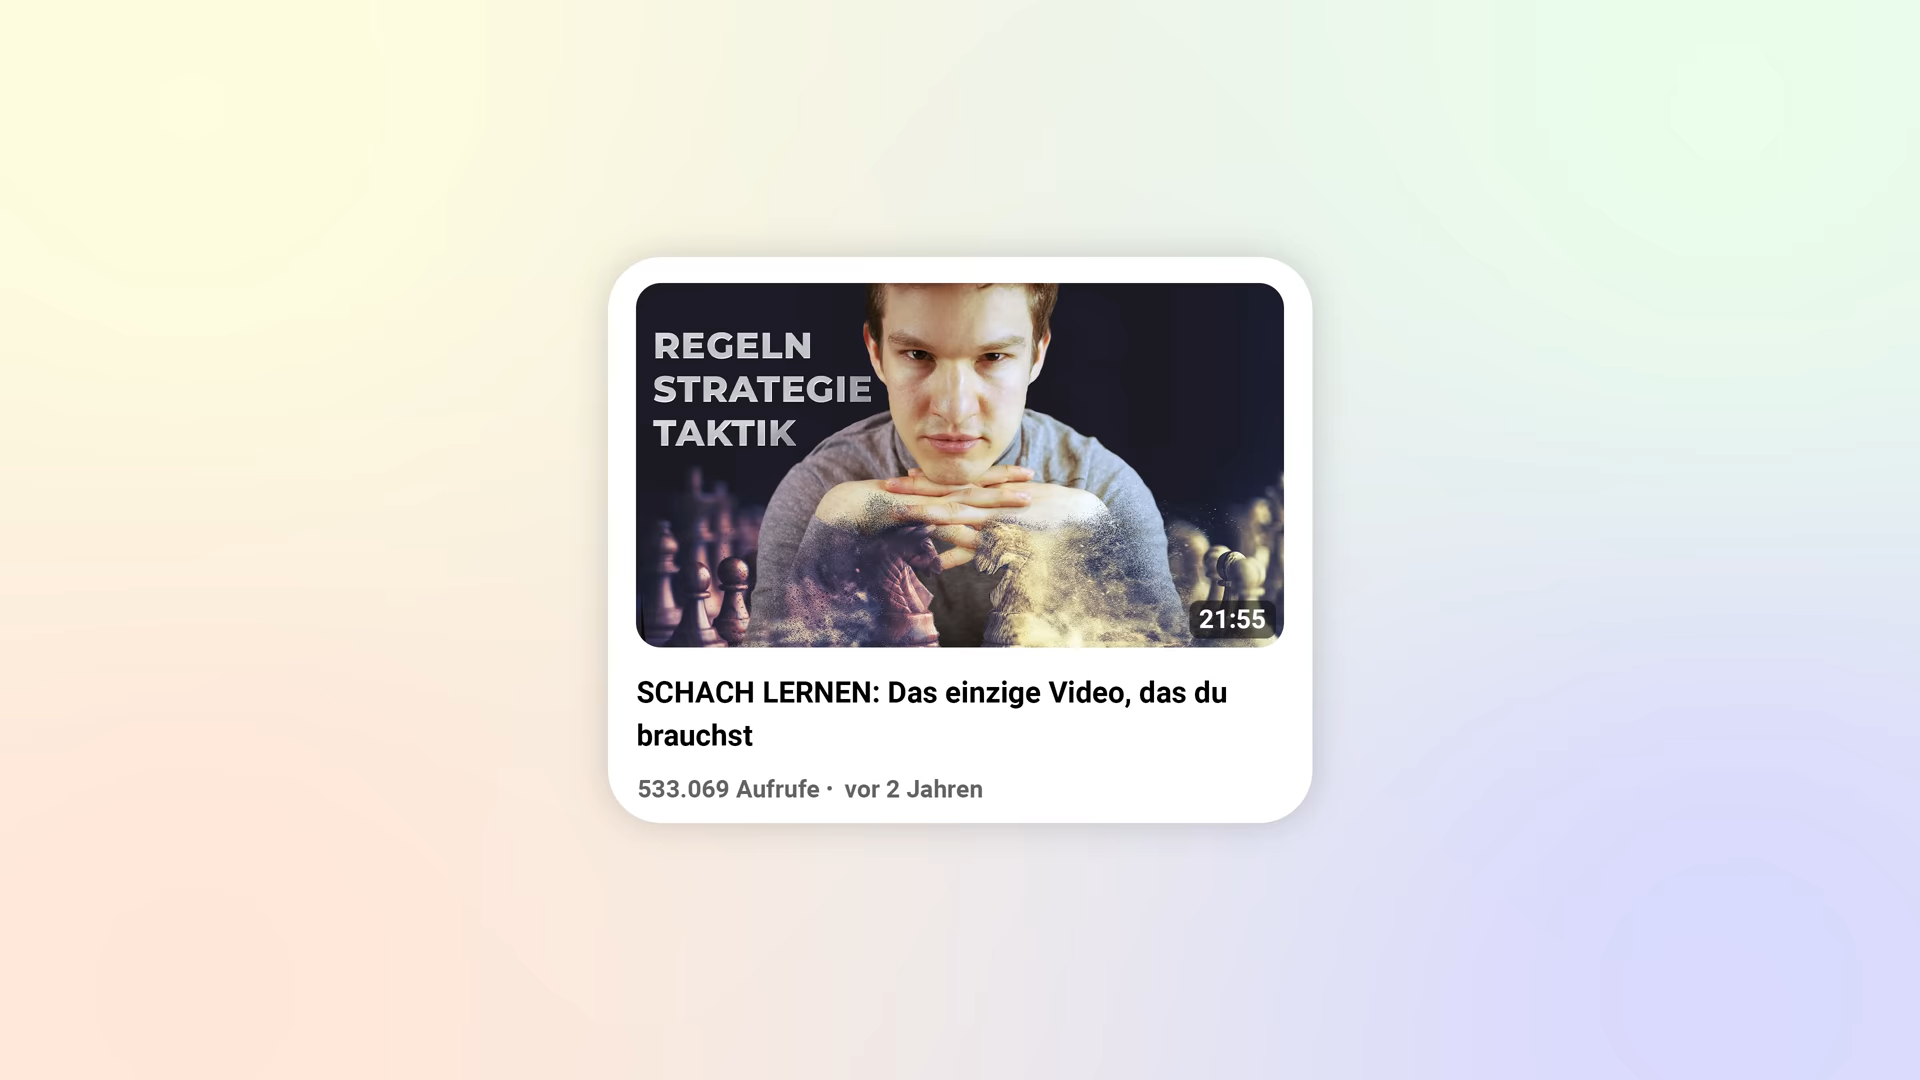 REGELN
STRATEGIE
TAKTIK
21:55
SCHACH LERNEN: Das einzige Video, das du
brauchst
533.069 Aufrufe · vor 2 Jahren